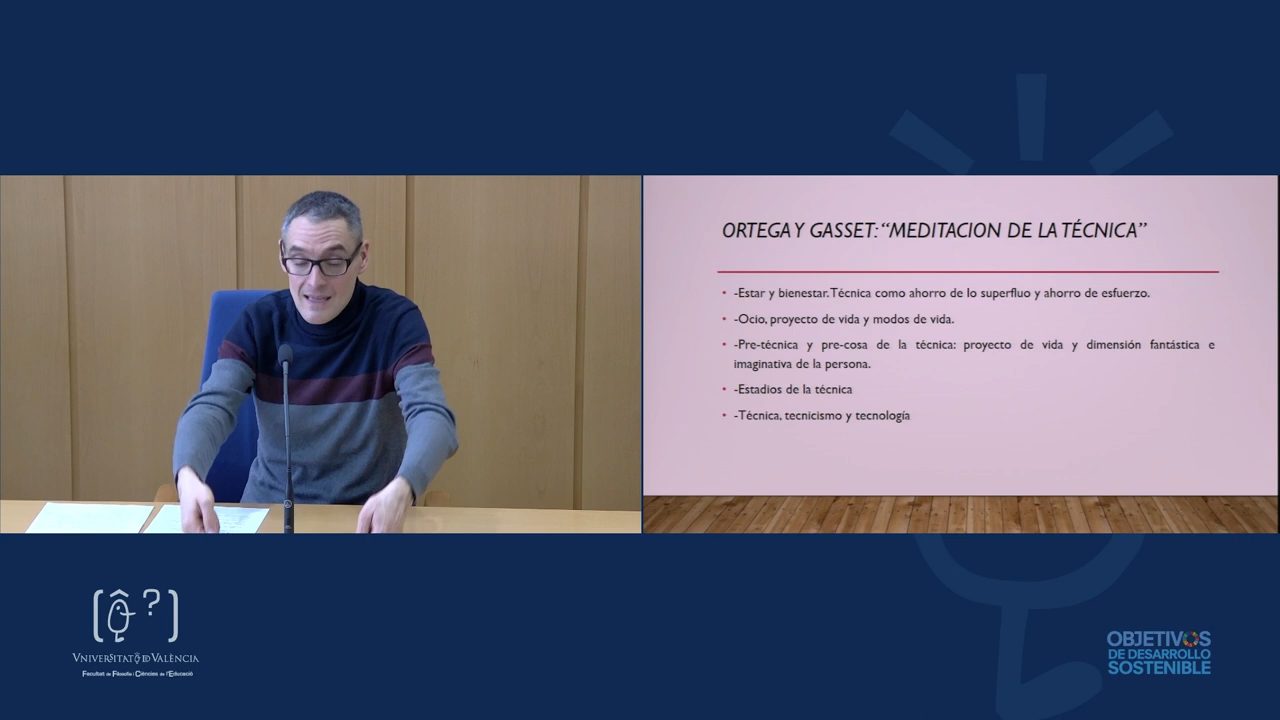 ORTEGA Y GASSET: “MEDITACION DE LA TÉCNICA”
-Estar y bienestar. Técnica como ahorro de lo superfluo y ahorro de esfuerzo.
-Ocio, proyecto de vida y modos de vida.
-Pre-técnica y pre-cosa de la técnica: proyecto de vida y dimensión fantástica e
imaginativa de la persona.
-Estadios de la técnica
-Técnica, tecnicismo y tecnología
[ô?]
VNIVERSITAT ID VALÈNCIA
Facultat de Filosofia i Ciències de l'Educació
OBJETIVOS
DE DESARROLLO
SOSTENIBLE